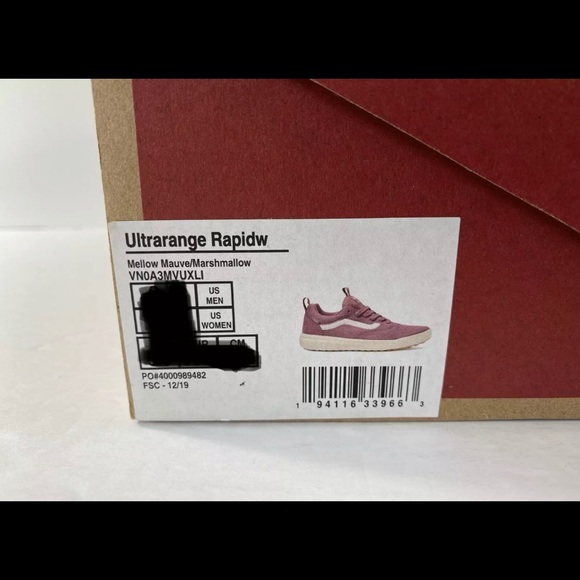 Ultrarange Rapidw
Mellow Mauve/Marshmallow
VN0A3MVUXLI
US
MEN
US
WOMEN
CM
PO#4000989482
FSC - 12/19
1 94116 33966 3